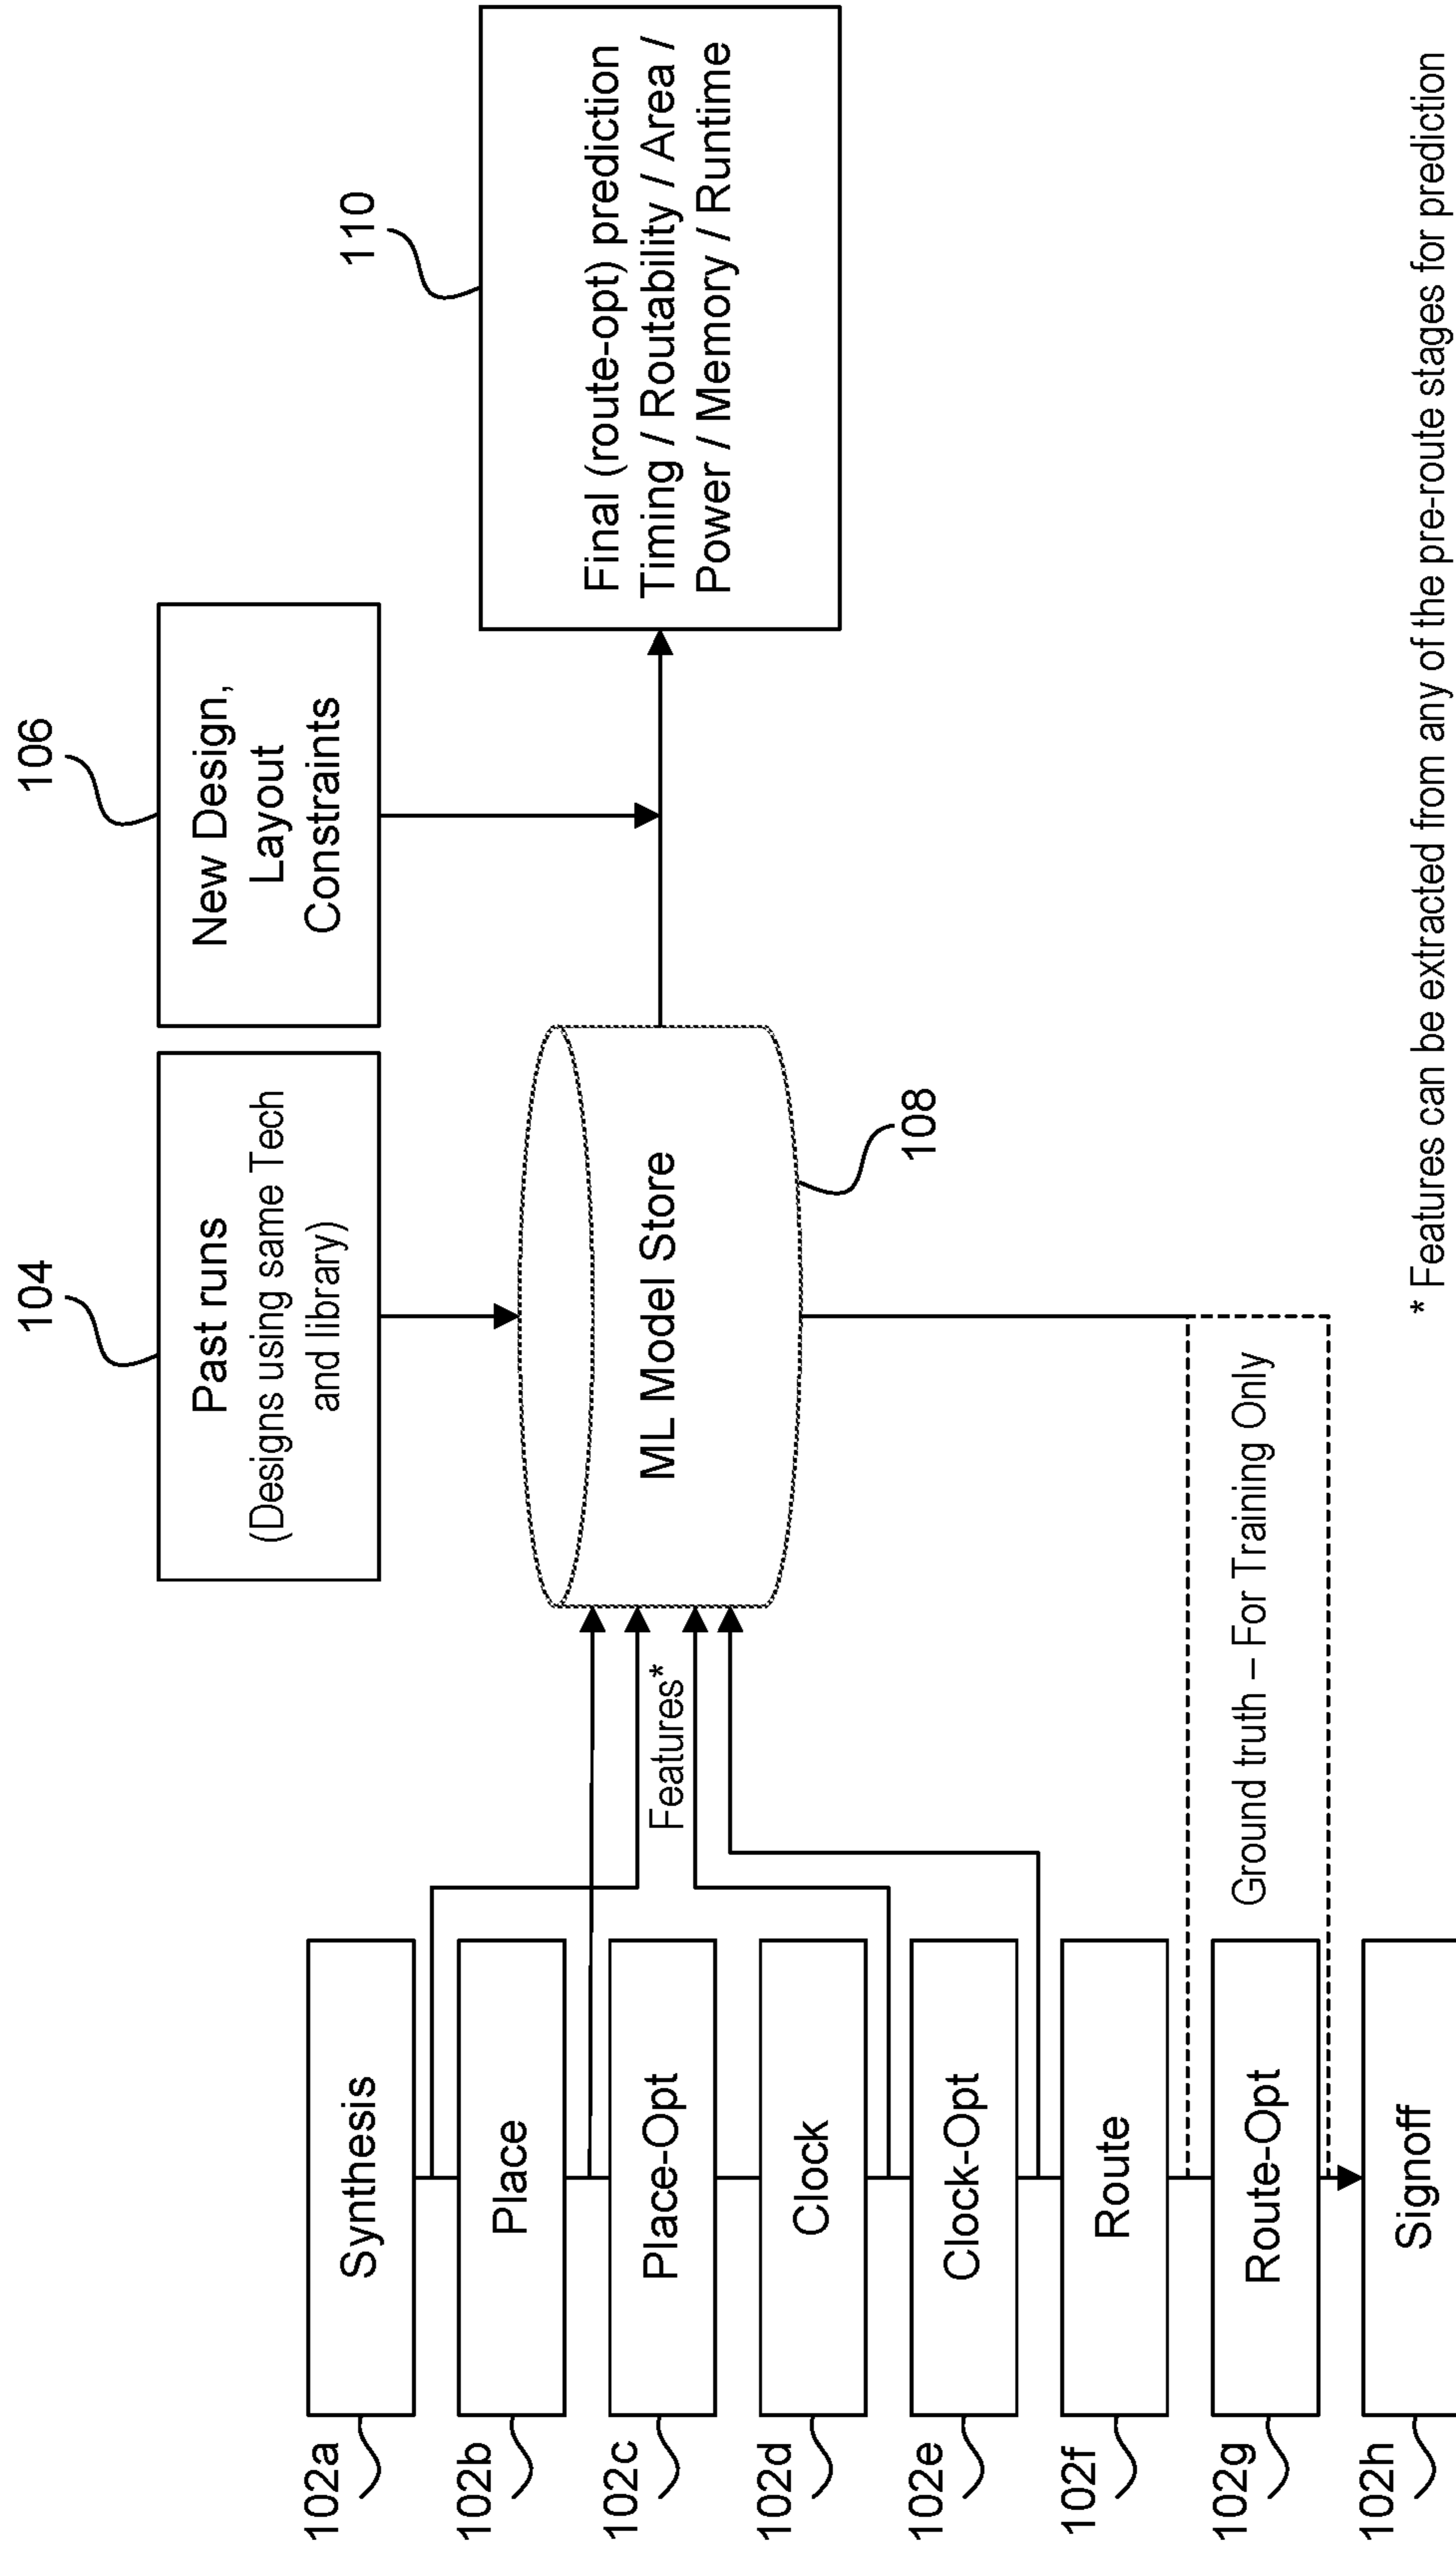 102a
Synthesis
102b
Place
102c
Place-Opt
102d
Clock
102e
Clock-Opt
102f
Route
102g
Route-Opt
102h
Signoff
Features*
Ground truth – For Training Only
104
Past runs
(Designs using same Tech
and library)
106
New Design,
Layout
Constraints
ML Model Store
108
110
Final (route-opt) prediction
Timing / Routability / Area /
Power / Memory / Runtime
* Features can be extracted from any of the pre-route stages for prediction